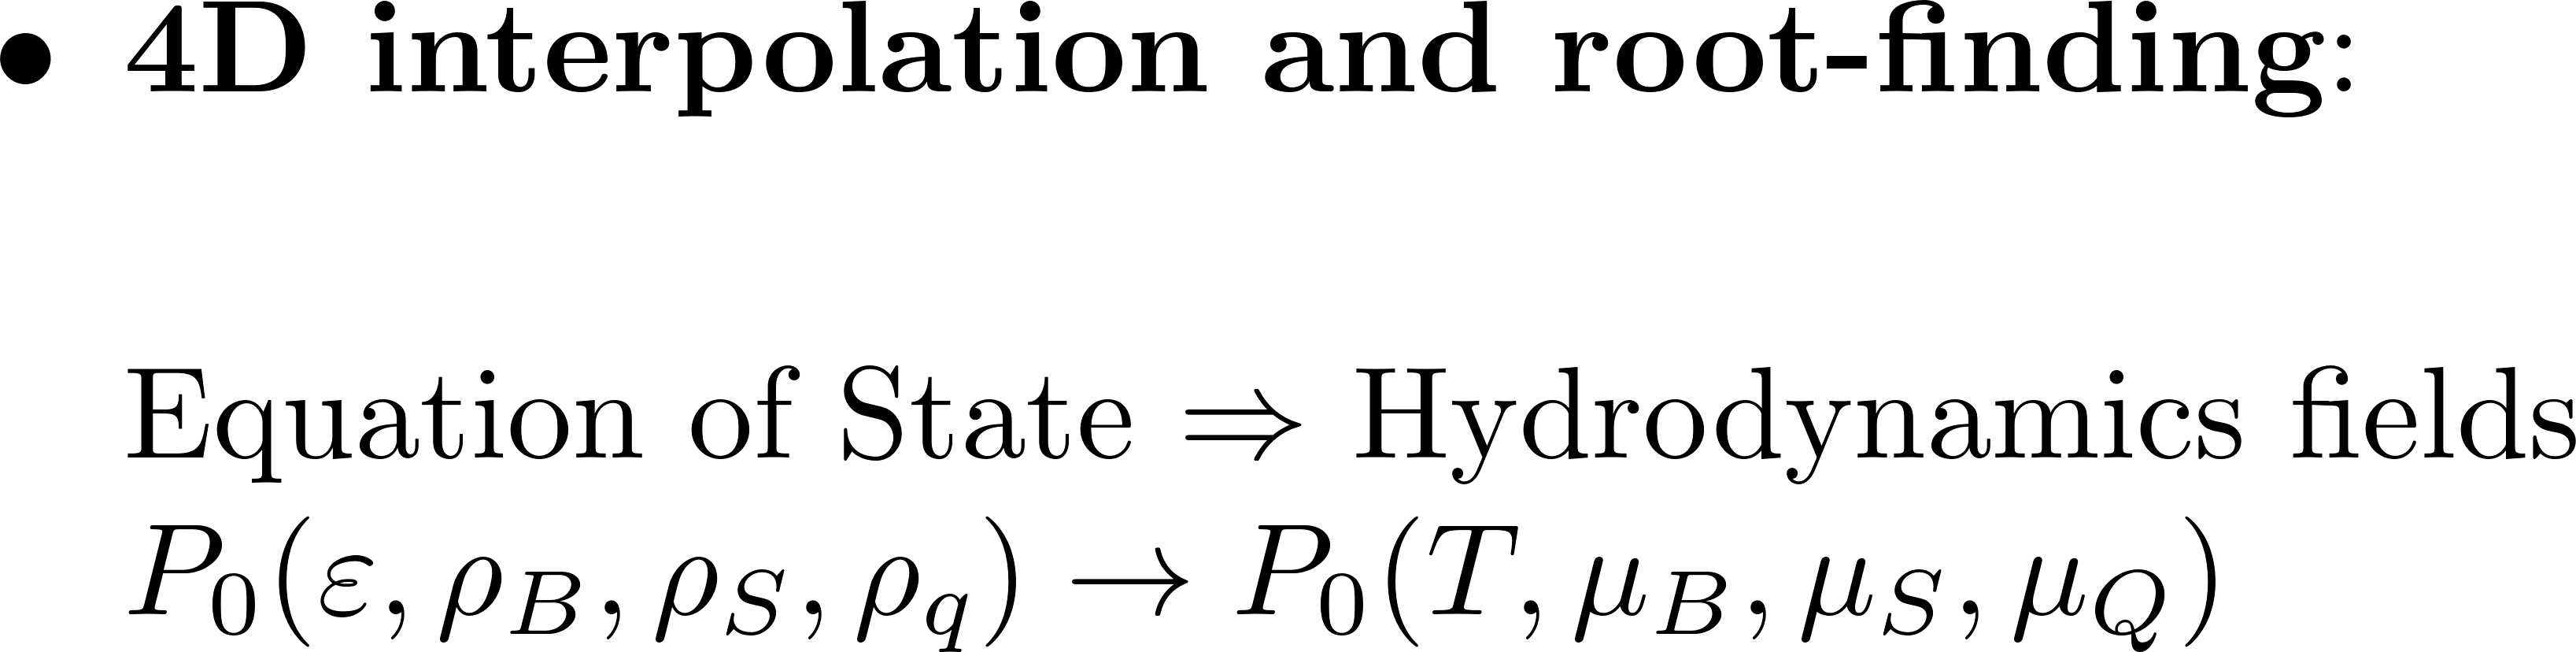 • 4D interpolation and root-finding:
Equation of State ⇒ Hydrodynamics fields
P₀(ε, ρ_B, ρ_S, ρ_q) → P₀(T, μ_B, μ_S, μ_Q)